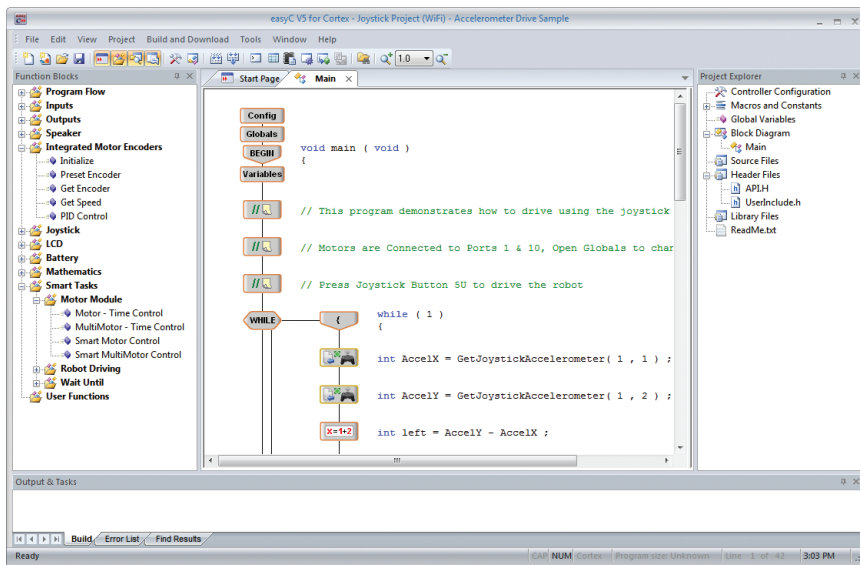 easyC V5 for Cortex - Joystick Project (WiFi) - Accelerometer Drive Sample
File Edit View Project Build and Download Tools Window Help
1.0
Function Blocks
Program Flow
Inputs
Outputs
Speaker
Integrated Motor Encoders
Initialize
Preset Encoder
Get Encoder
Get Speed
PID Control
Joystick
LCD
Battery
Mathematics
Smart Tasks
Motor Module
Motor - Time Control
MultiMotor - Time Control
Smart Motor Control
Smart MultiMotor Control
Robot Driving
Wait Until
User Functions
Start Page
Main
Config
Globals
BEGIN
void main ( void )
{
Variables
//
// This program demonstrates how to drive using the joystick
//
// Motors are Connected to Ports 1 & 10, Open Globals to char
//
// Press Joystick Button 5U to drive the robot
WHILE
{
while ( 1 )
{
int AccelX = GetJoystickAccelerometer( 1 , 1 ) ;
int AccelY = GetJoystickAccelerometer( 1 , 2 ) ;
X=1+2
int left = AccelY - AccelX ;
Project Explorer
Controller Configuration
Macros and Constants
Global Variables
Block Diagram
Main
Source Files
Header Files
API.H
UserInclude.h
Library Files
ReadMe.txt
Output & Tasks
Build Error List Find Results
Ready
CAP NUM Cortex Program size: Unknown Line 1 of 42 3:03 PM